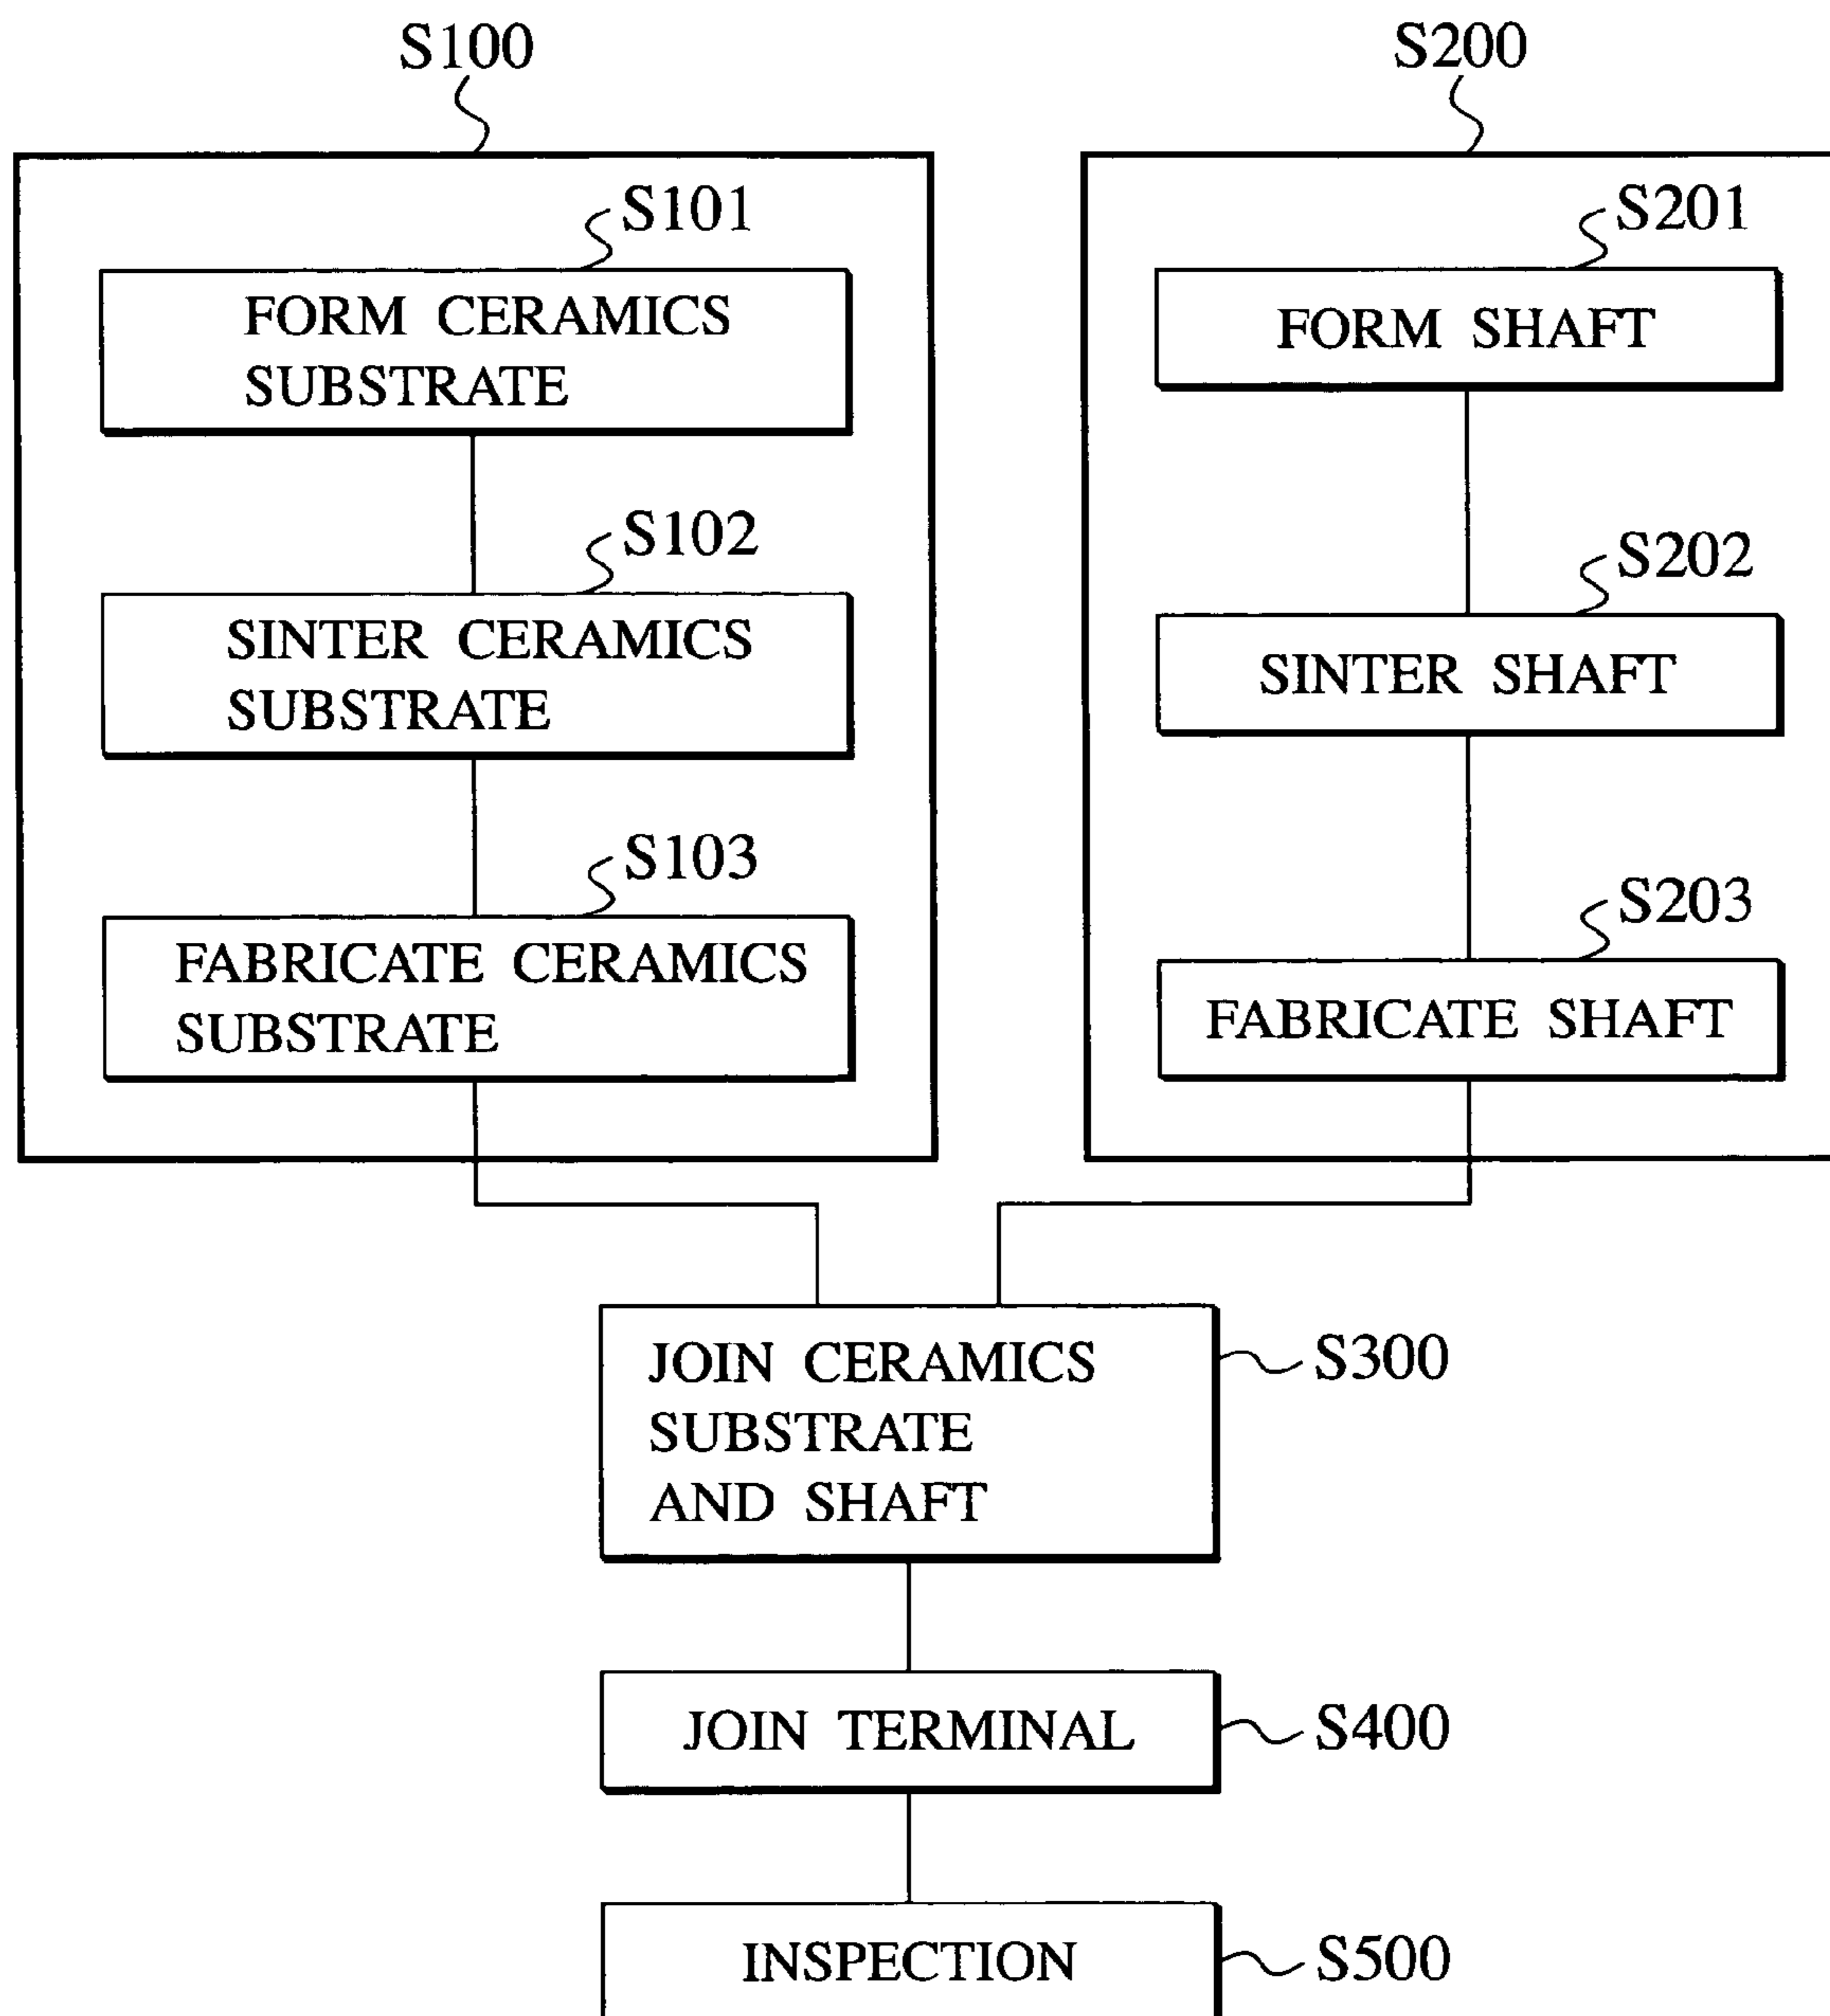 S100
S101
FORM CERAMICS
SUBSTRATE
S102
SINTER CERAMICS
SUBSTRATE
S103
FABRICATE CERAMICS
SUBSTRATE
S200
S201
FORM SHAFT
S202
SINTER SHAFT
S203
FABRICATE SHAFT
JOIN CERAMICS
SUBSTRATE
AND SHAFT
S300
JOIN TERMINAL
S400
INSPECTION
S500